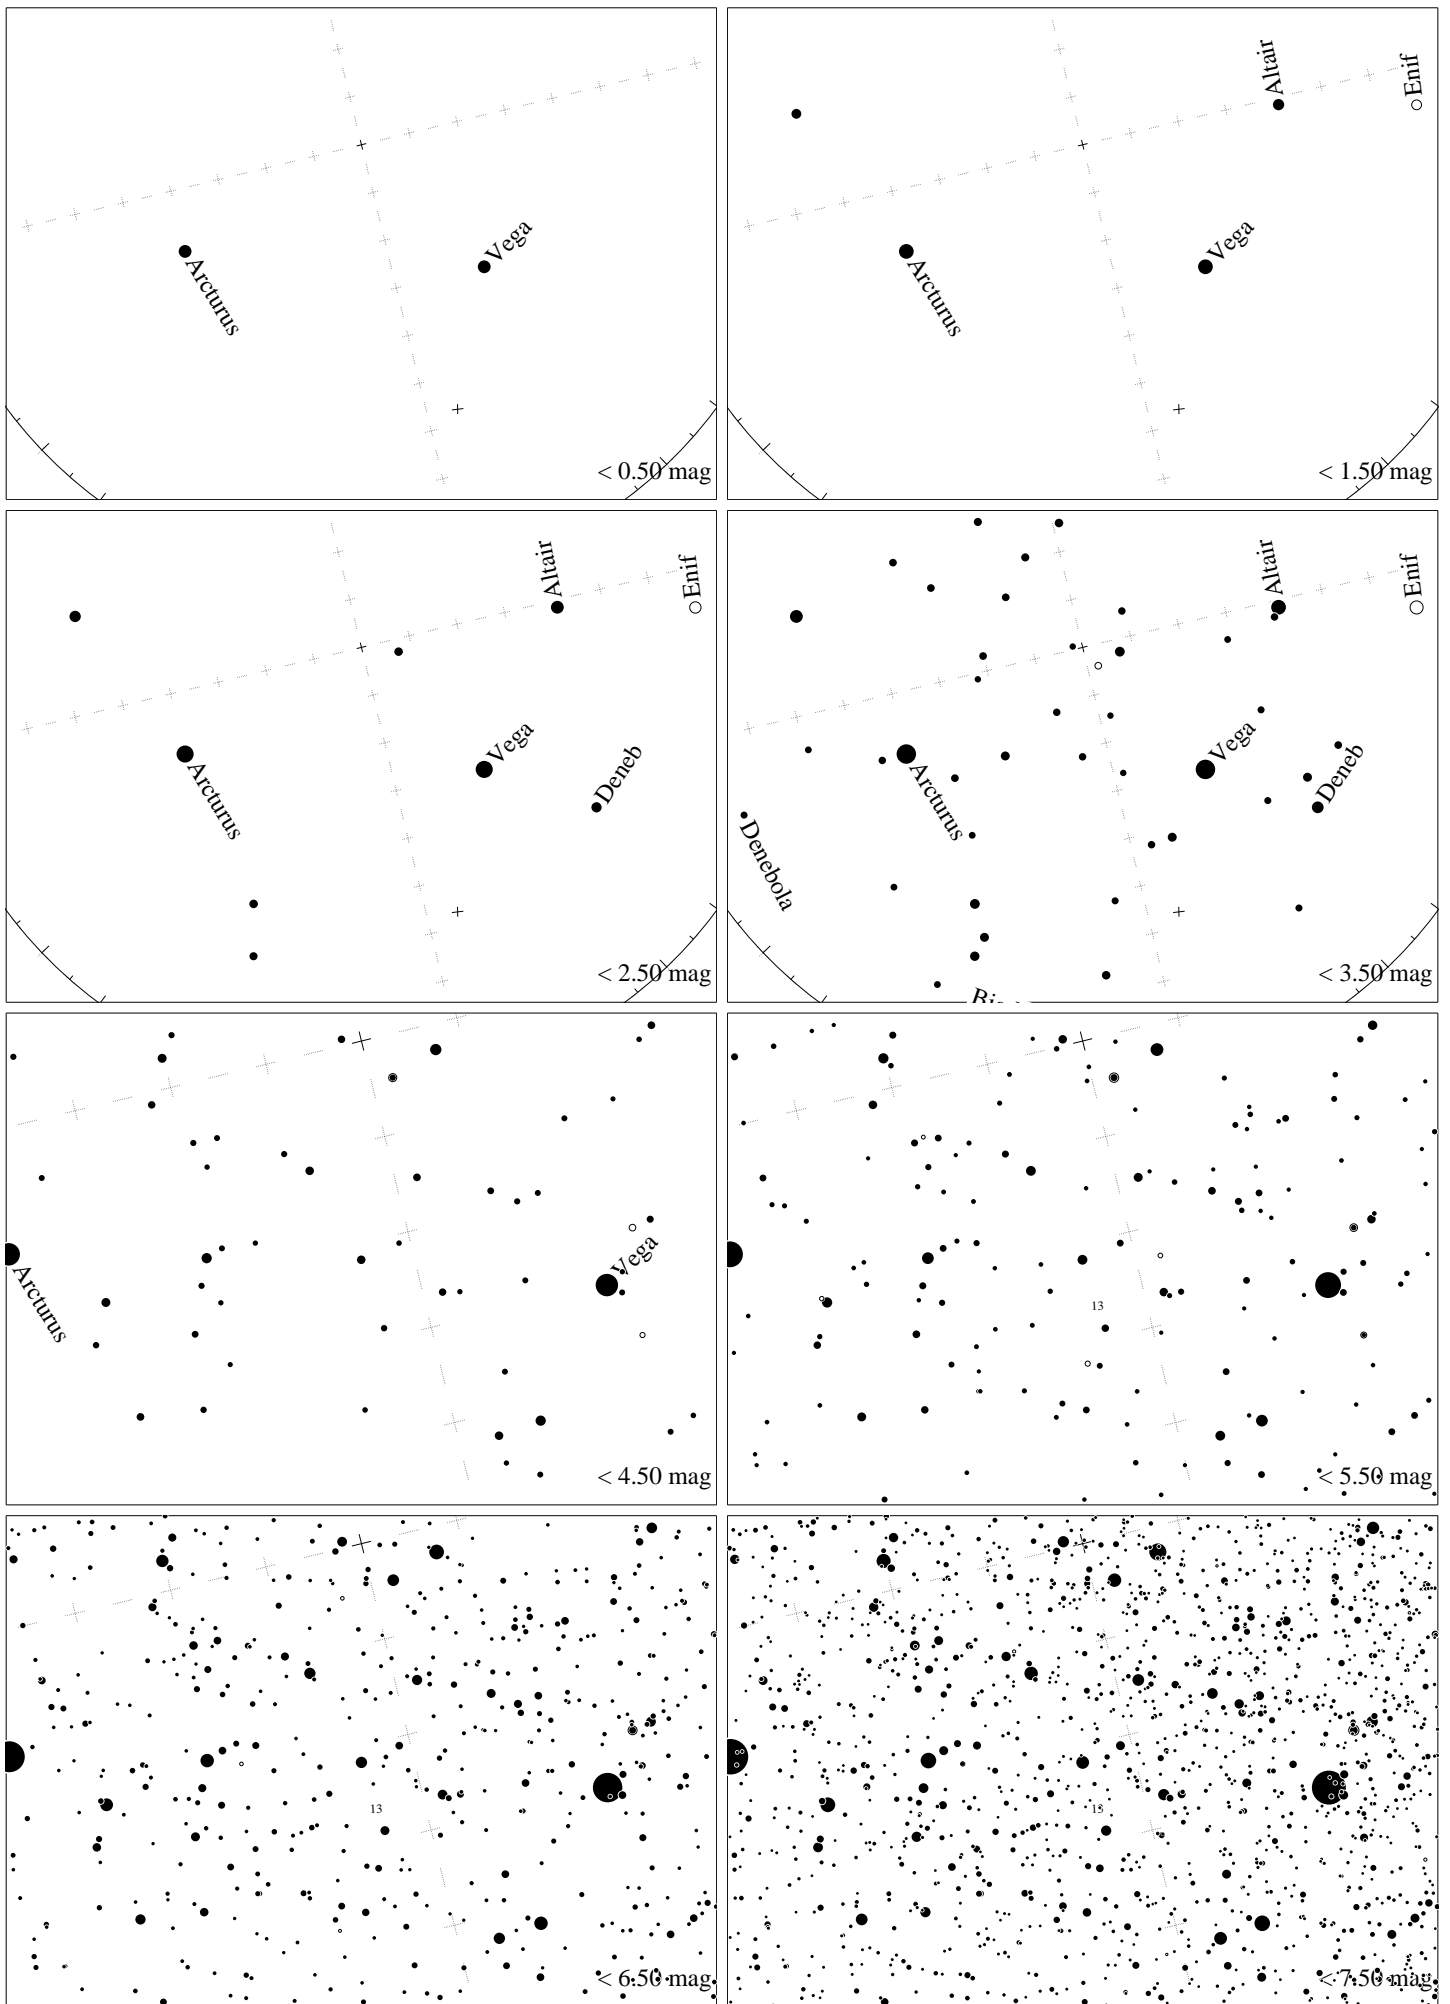 Vega
Arcturus
< 0.50 mag
Altair
Enif
Vega
Arcturus
< 1.50 mag
Altair
Enif
Vega
Deneb
Arcturus
< 2.50 mag
Altair
Enif
Vega
Deneb
Arcturus
Denebola
< 3.50 mag
Vega
Arcturus
< 4.50 mag
13
< 5.50 mag
13
< 6.50 mag
13
< 7.50 mag